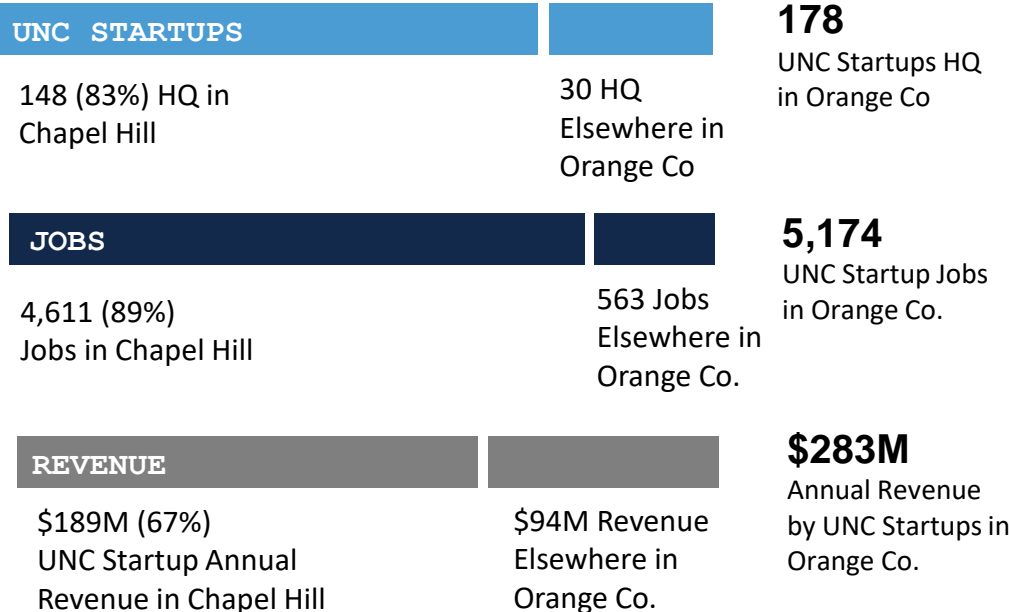 UNC STARTUPS
148 (83%) HQ in
Chapel Hill
30 HQ
Elsewhere in
Orange Co
178
UNC Startups HQ
in Orange Co
JOBS
4,611 (89%)
Jobs in Chapel Hill
563 Jobs
Elsewhere in
Orange Co.
5,174
UNC Startup Jobs
in Orange Co.
REVENUE
$189M (67%)
UNC Startup Annual
Revenue in Chapel Hill
$94M Revenue
Elsewhere in
Orange Co.
$283M
Annual Revenue
by UNC Startups in
Orange Co.